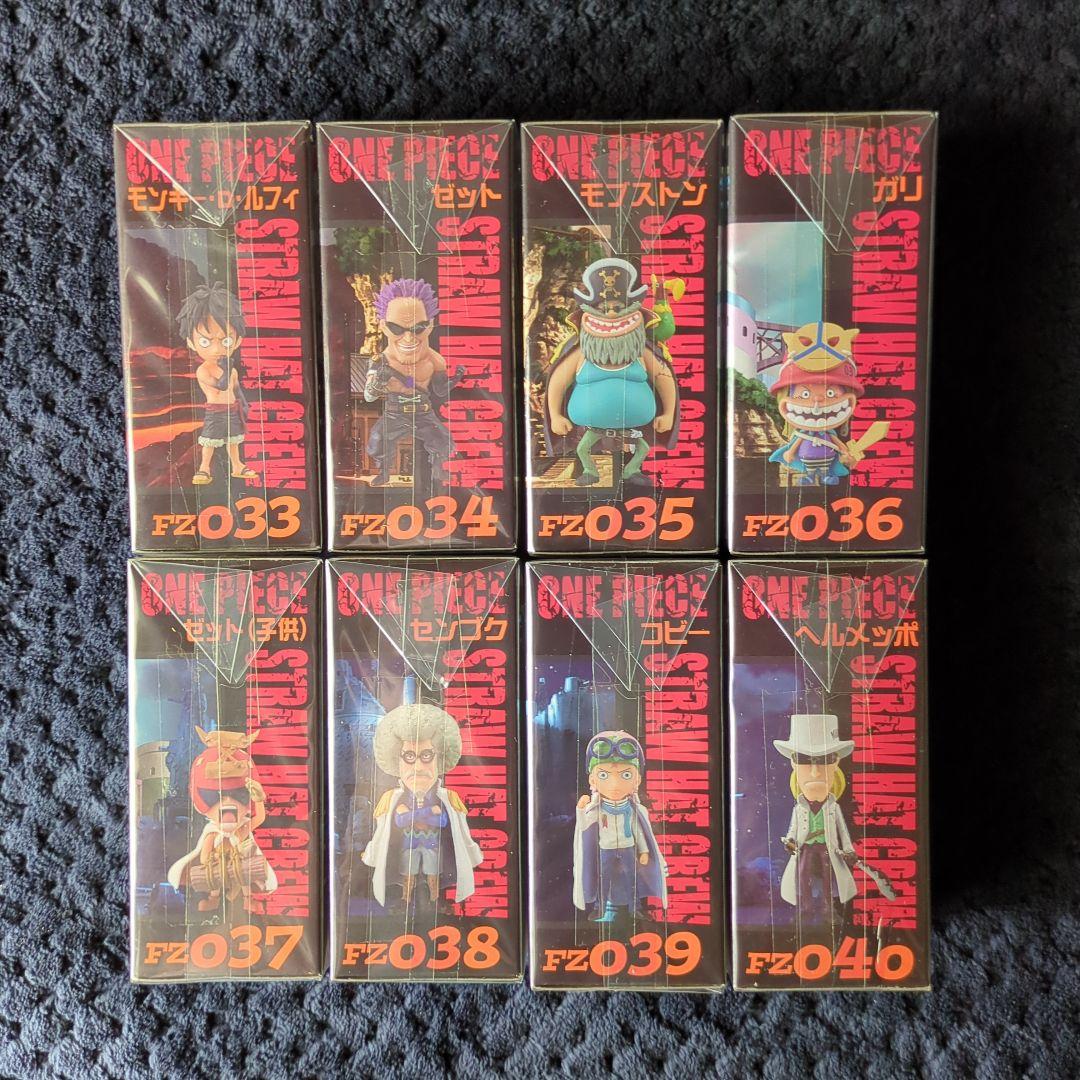 ONE PIECE
モンキー・D・ルフィ
STRAW HAT CREW
FZ033
ONE PIECE
ゼット
STRAW HAT CREW
FZ034
ONE PIECE
モブストン
STRAW HAT CREW
FZ035
ONE PIECE
ガリ
STRAW HAT CREW
FZ036
ONE PIECE
ゼット(子供)
STRAW HAT CREW
FZ037
ONE PIECE
センゴク
STRAW HAT CREW
FZ038
ONE PIECE
コビー
STRAW HAT CREW
FZ039
ONE PIECE
ヘルメッポ
STRAW HAT CREW
FZ040